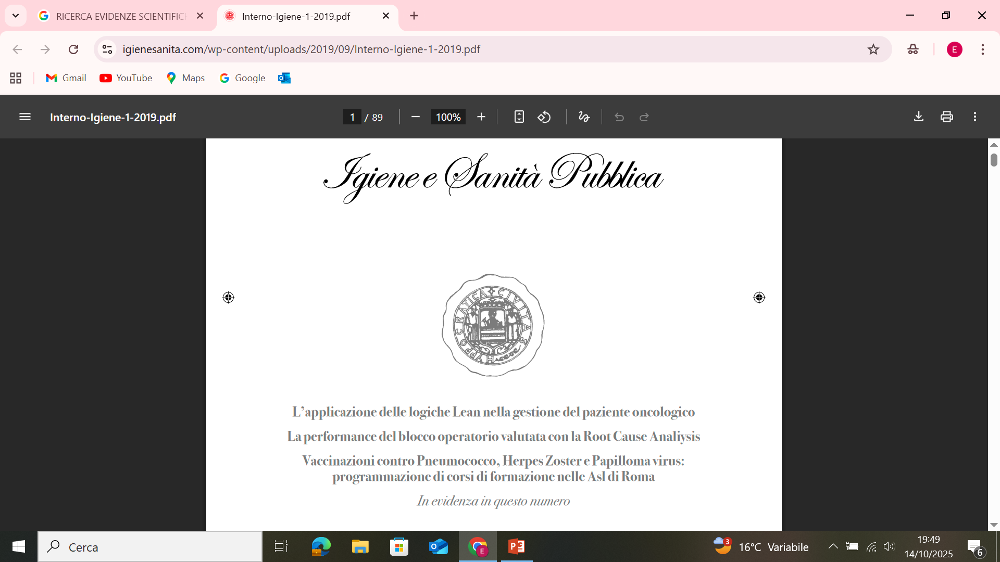 RICERCA EVIDENZE SCIENTIFICH
Interno-Igiene-1-2019.pdf
igienesanita.com/wp-content/uploads/2019/09/Interno-Igiene-1-2019.pdf
E
Gmail
YouTube
Maps
Google
Interno-Igiene-1-2019.pdf
1 / 89
100%
Igiene e Sanità Pubblica
HYPPOCRATICA CIVITAS
L’applicazione delle logiche Lean nella gestione del paziente oncologico
La performance del blocco operatorio valutata con la Root Cause Analiysis
Vaccinazioni contro Pneumococco, Herpes Zoster e Papilloma virus:
programmazione di corsi di formazione nelle Asl di Roma
In evidenza in questo numero
Cerca
3
16°C Variabile
19:49
14/10/2025
6